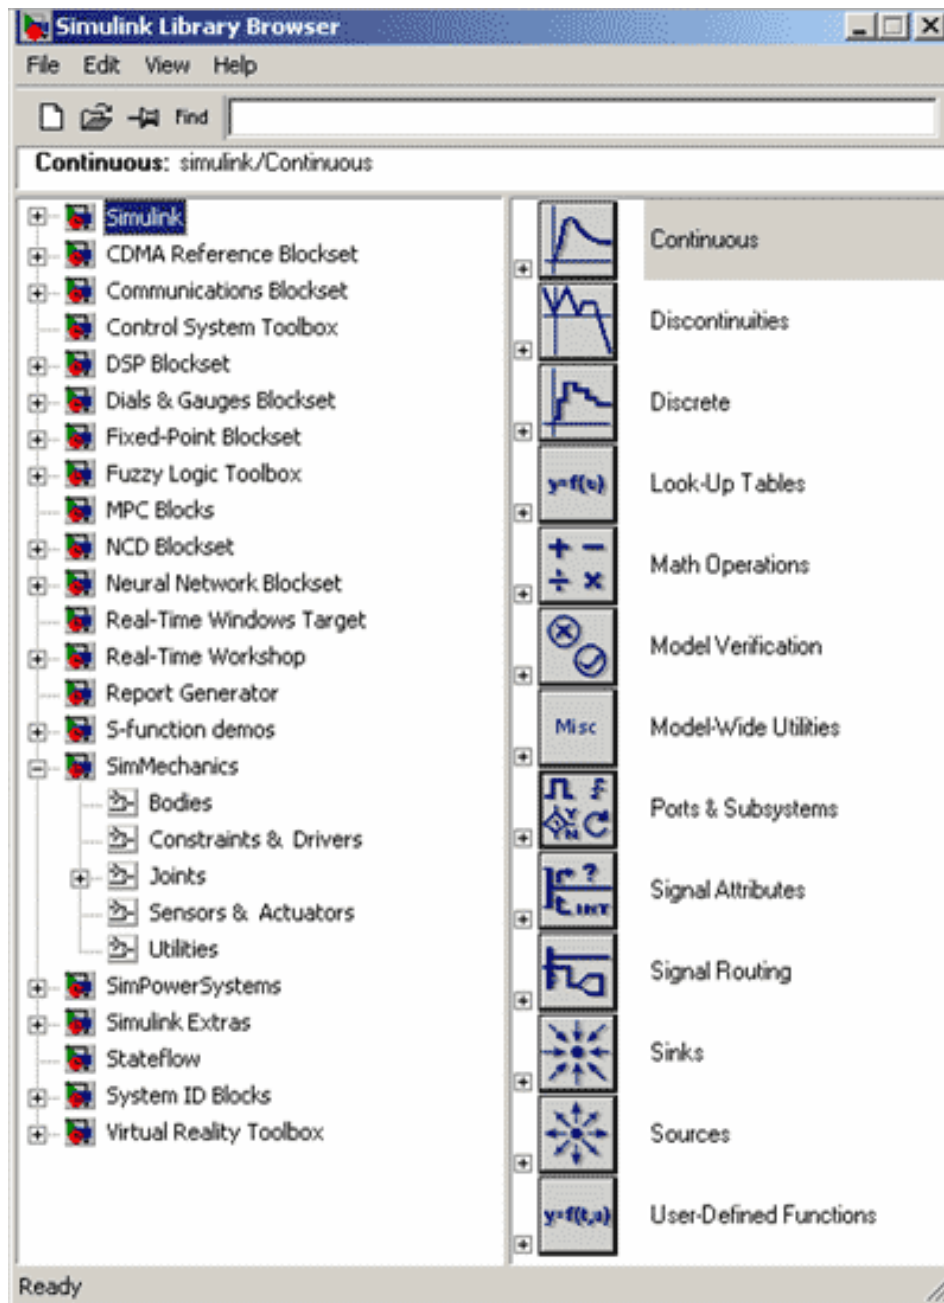 Simulink Library Browser
File Edit View Help
Find
Continuous: simulink/Continuous
Simulink
CDMA Reference Blockset
Communications Blockset
Control System Toolbox
DSP Blockset
Dials & Gauges Blockset
Fixed-Point Blockset
Fuzzy Logic Toolbox
MPC Blocks
NCD Blockset
Neural Network Blockset
Real-Time Windows Target
Real-Time Workshop
Report Generator
S-function demos
SimMechanics
Bodies
Constraints & Drivers
Joints
Sensors & Actuators
Utilities
SimPowerSystems
Simulink Extras
Stateflow
System ID Blocks
Virtual Reality Toolbox
Continuous
Discontinuities
Discrete
y=f(u) Look-Up Tables
+ −
÷ × Math Operations
Model Verification
Misc Model-Wide Utilities
Y
N Ports & Subsystems
?
t INT Signal Attributes
Signal Routing
Sinks
Sources
y=f(t,u) User-Defined Functions
Ready